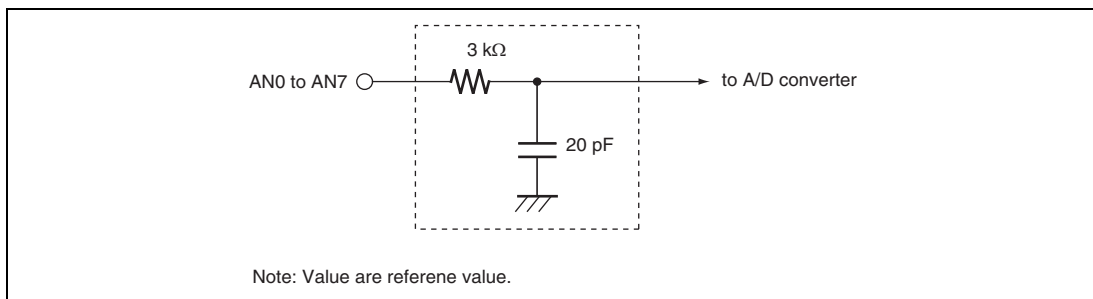 3 kΩ
AN0 to AN7
to A/D converter
20 pF
Note: Value are referene value.